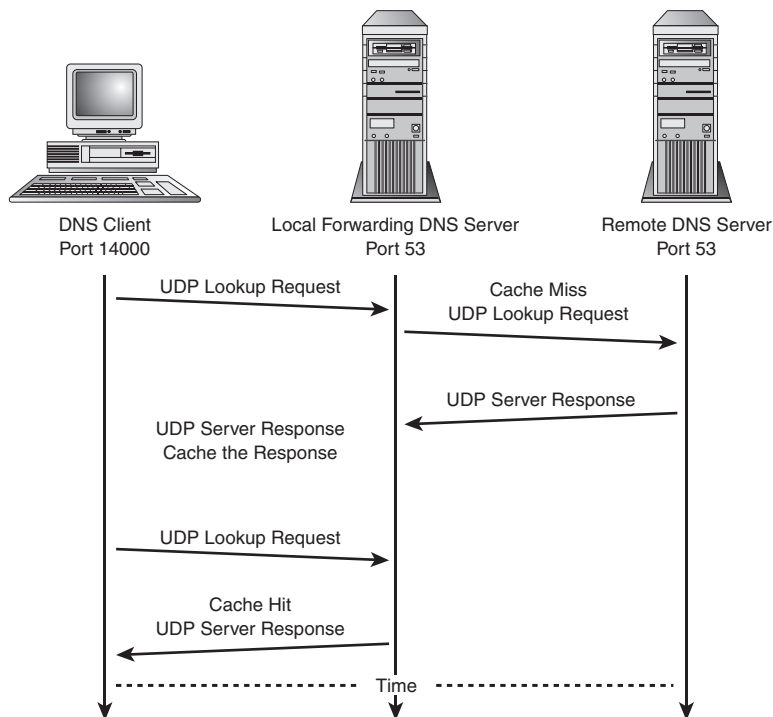 DNS Client
Port 14000
Local Forwarding DNS Server
Port 53
Remote DNS Server
Port 53
UDP Lookup Request
Cache Miss
UDP Lookup Request
UDP Server Response
UDP Server Response
Cache the Response
UDP Lookup Request
Cache Hit
UDP Server Response
Time